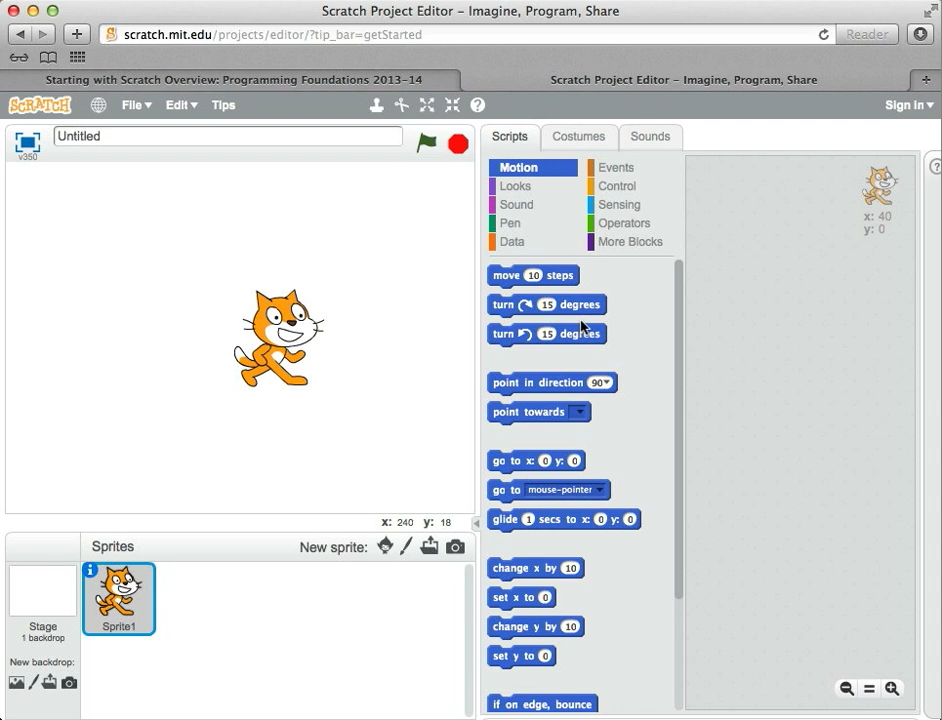 Scratch Project Editor - Imagine, Program, Share
scratch.mit.edu/projects/editor/?tip_bar=getStarted
Reader
Starting with Scratch Overview: Programming Foundations 2013-14
Scratch Project Editor - Imagine, Program, Share
SCRATCH
File
Edit
Tips
Sign in
v350
Untitled
Scripts
Costumes
Sounds
Motion
Events
Looks
Control
Sound
Sensing
Pen
Operators
Data
More Blocks
x: 40
y: 0
move 10 steps
turn 15 degrees
turn 15 degrees
point in direction 90
point towards
go to x: 0 y: 0
go to mouse-pointer
glide 1 secs to x: 0 y: 0
change x by 10
set x to 0
change y by 10
set y to 0
if on edge, bounce
x: 240 y: 18
Sprites
New sprite:
Sprite1
Stage
1 backdrop
New backdrop: